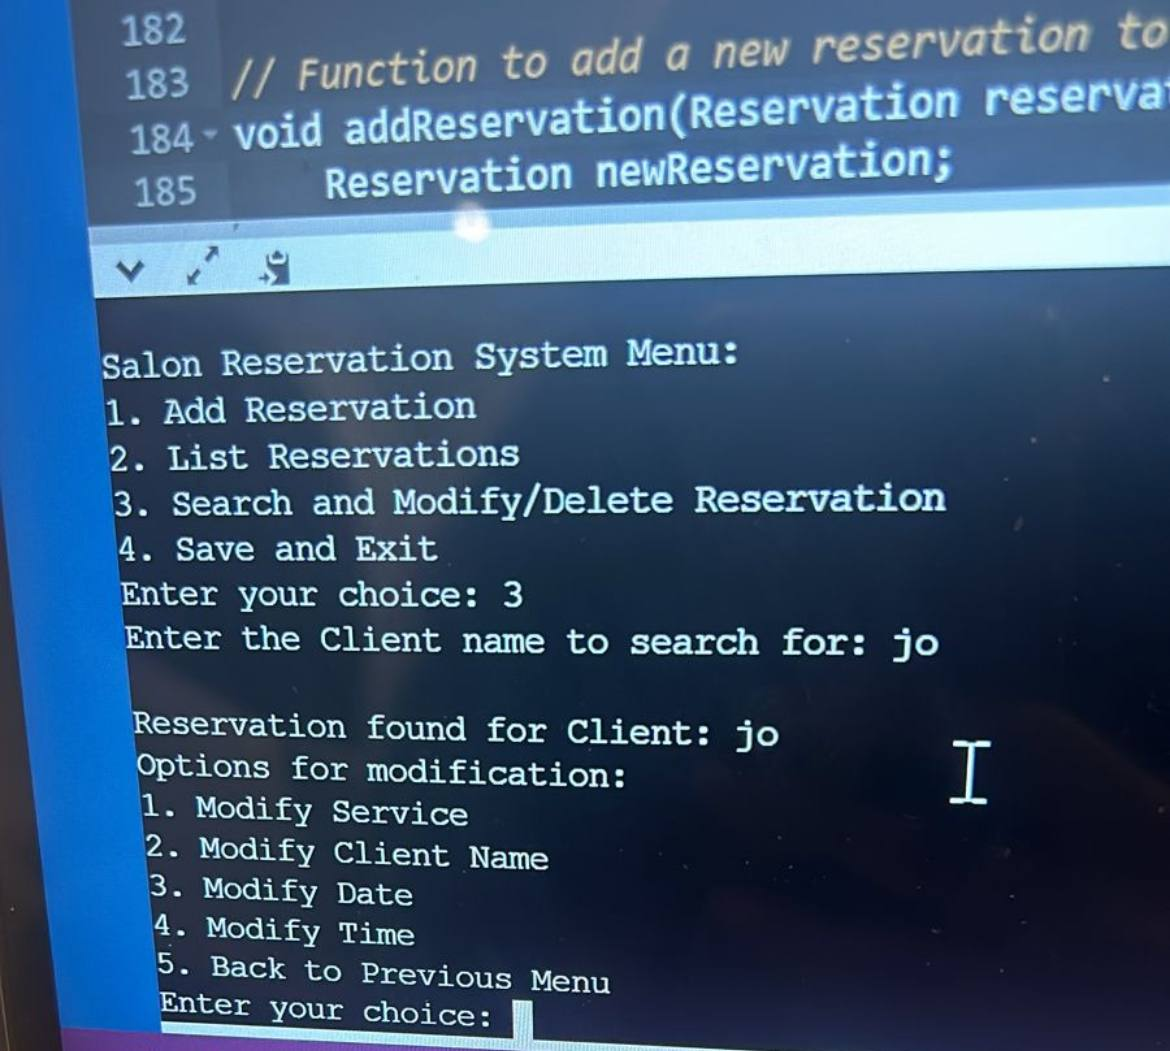 182
183 // Function to add a new reservation to
184 void addReservation(Reservation reserva
185 Reservation newReservation;
Salon Reservation System Menu:
1. Add Reservation
2. List Reservations
3. Search and Modify/Delete Reservation
4. Save and Exit
Enter your choice: 3
Enter the Client name to search for: jo
Reservation found for Client: jo
Options for modification:
1. Modify Service
2. Modify Client Name
3. Modify Date
4. Modify Time
5. Back to Previous Menu
Enter your choice: